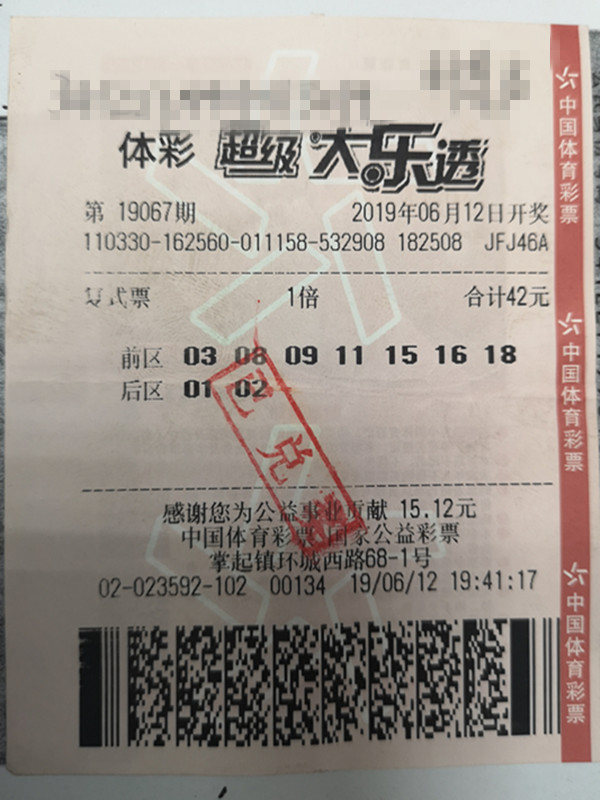 体彩 超级大乐透
第 19067期 2019年06月12日开奖
110330-162560-011158-532908 182508 JFJ46A
复式票 1倍 合计42元
前区 03 08 09 11 15 16 18
后区 01 02
已兑
感谢您为公益事业贡献 15.12元
中国体育彩票 国家公益彩票
掌起镇环城西路68-1号
02-023592-102 00134 19/06/12 19:41:17
中国体育彩票
中国体育彩票
中国体育彩票